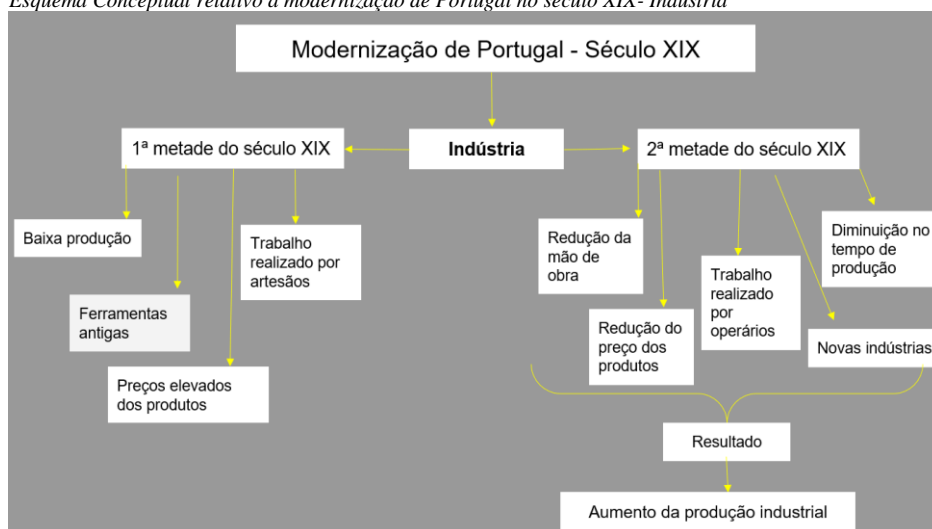 Esquema Conceptual relativo à modernização de Portugal no século XIX- Indústria
Modernização de Portugal - Século XIX
1ª metade do século XIX
Indústria
2ª metade do século XIX
Baixa produção
Ferramentas
antigas
Preços elevados
dos produtos
Trabalho
realizado por
artesãos
Redução da
mão de
obra
Redução do
preço dos
produtos
Trabalho
realizado
por
operários
Novas indústrias
Diminuição no
tempo de
produção
Resultado
Aumento da produção industrial